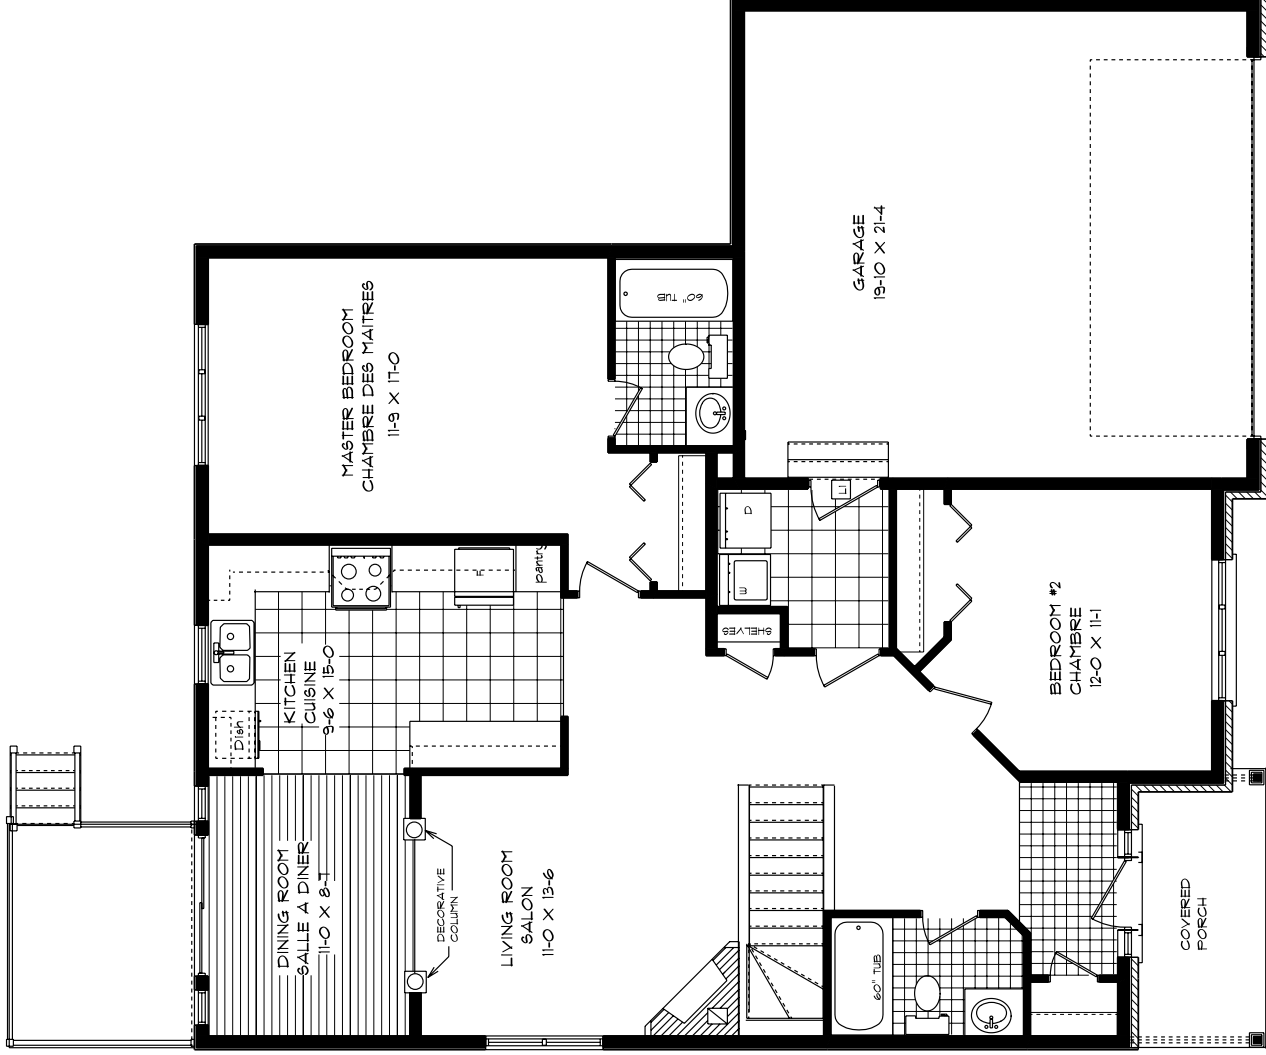 GARAGE
19-10 X 21-4
60" TUB
MASTER BEDROOM
CHAMBRE DES MAITRES
11-9 X 17-0
LI
D
W
SHELVES
F
pantry
KITCHEN
CUISINE
9-6 X 15-0
Dish
BEDROOM #2
CHAMBRE
12-0 X 11-1
DINING ROOM
SALLE A DINER
11-0 X 8-7
DECORATIVE
COLUMN
LIVING ROOM
SALON
11-0 X 13-6
60" TUB
COVERED
PORCH